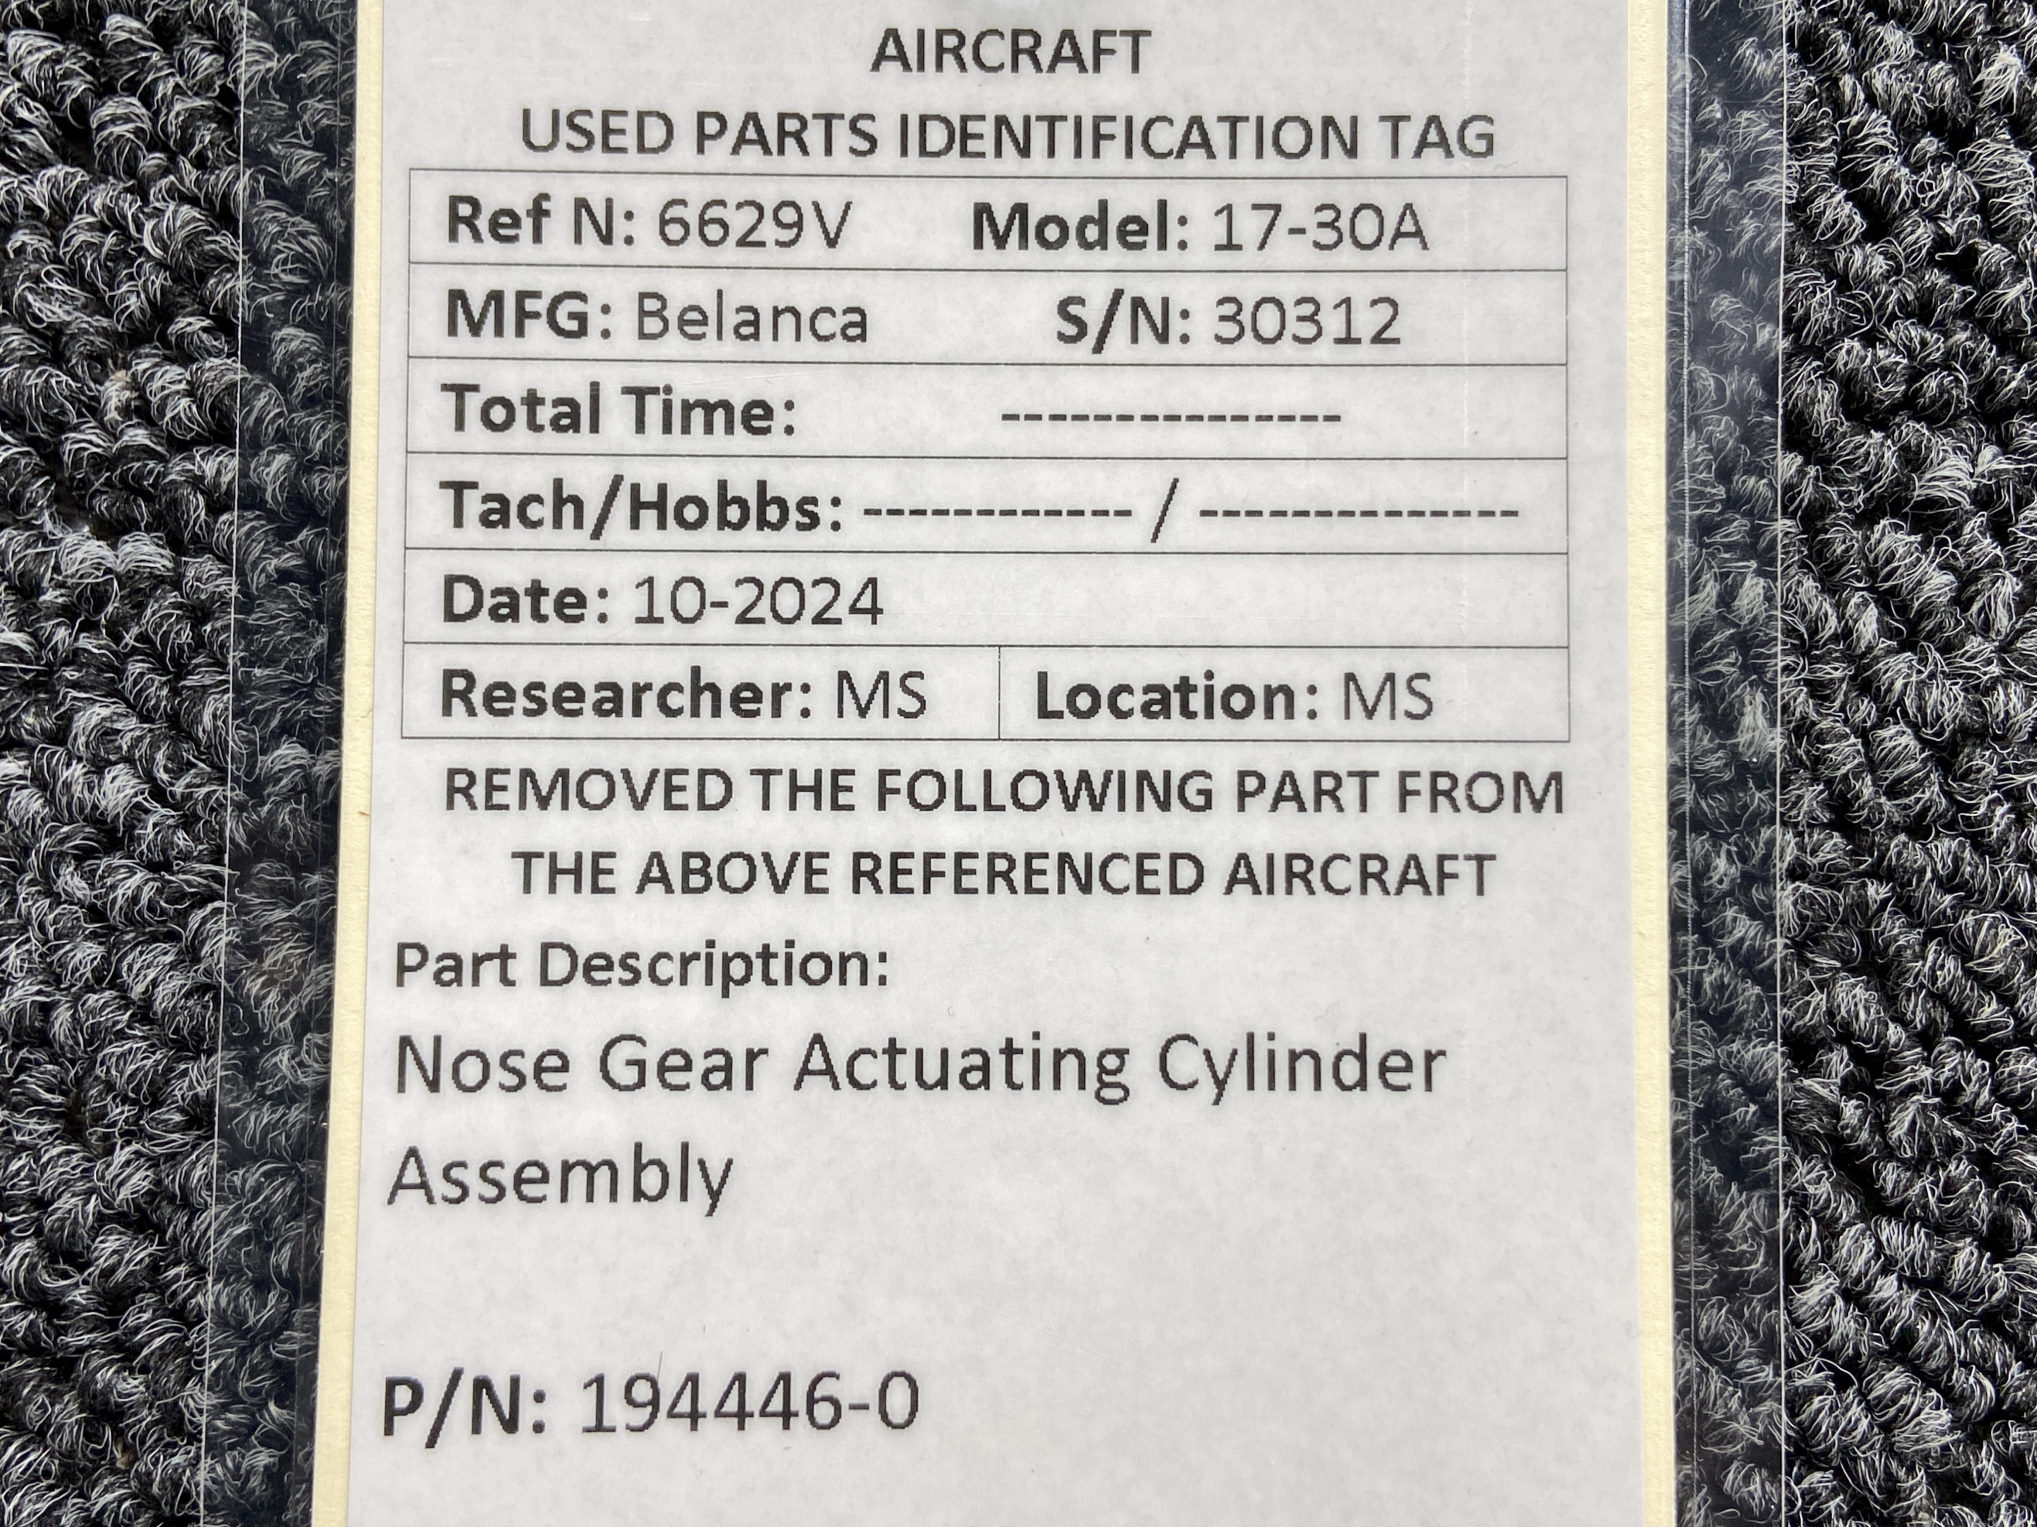 AIRCRAFT
USED PARTS IDENTIFICATION TAG
Ref N: 6629V Model: 17-30A
MFG: Belanca S/N: 30312
Total Time: ---------------
Tach/Hobbs: ------------ / --------------
Date: 10-2024
Researcher: MS Location: MS
REMOVED THE FOLLOWING PART FROM
THE ABOVE REFERENCED AIRCRAFT
Part Description:
Nose Gear Actuating Cylinder
Assembly
P/N: 194446-0